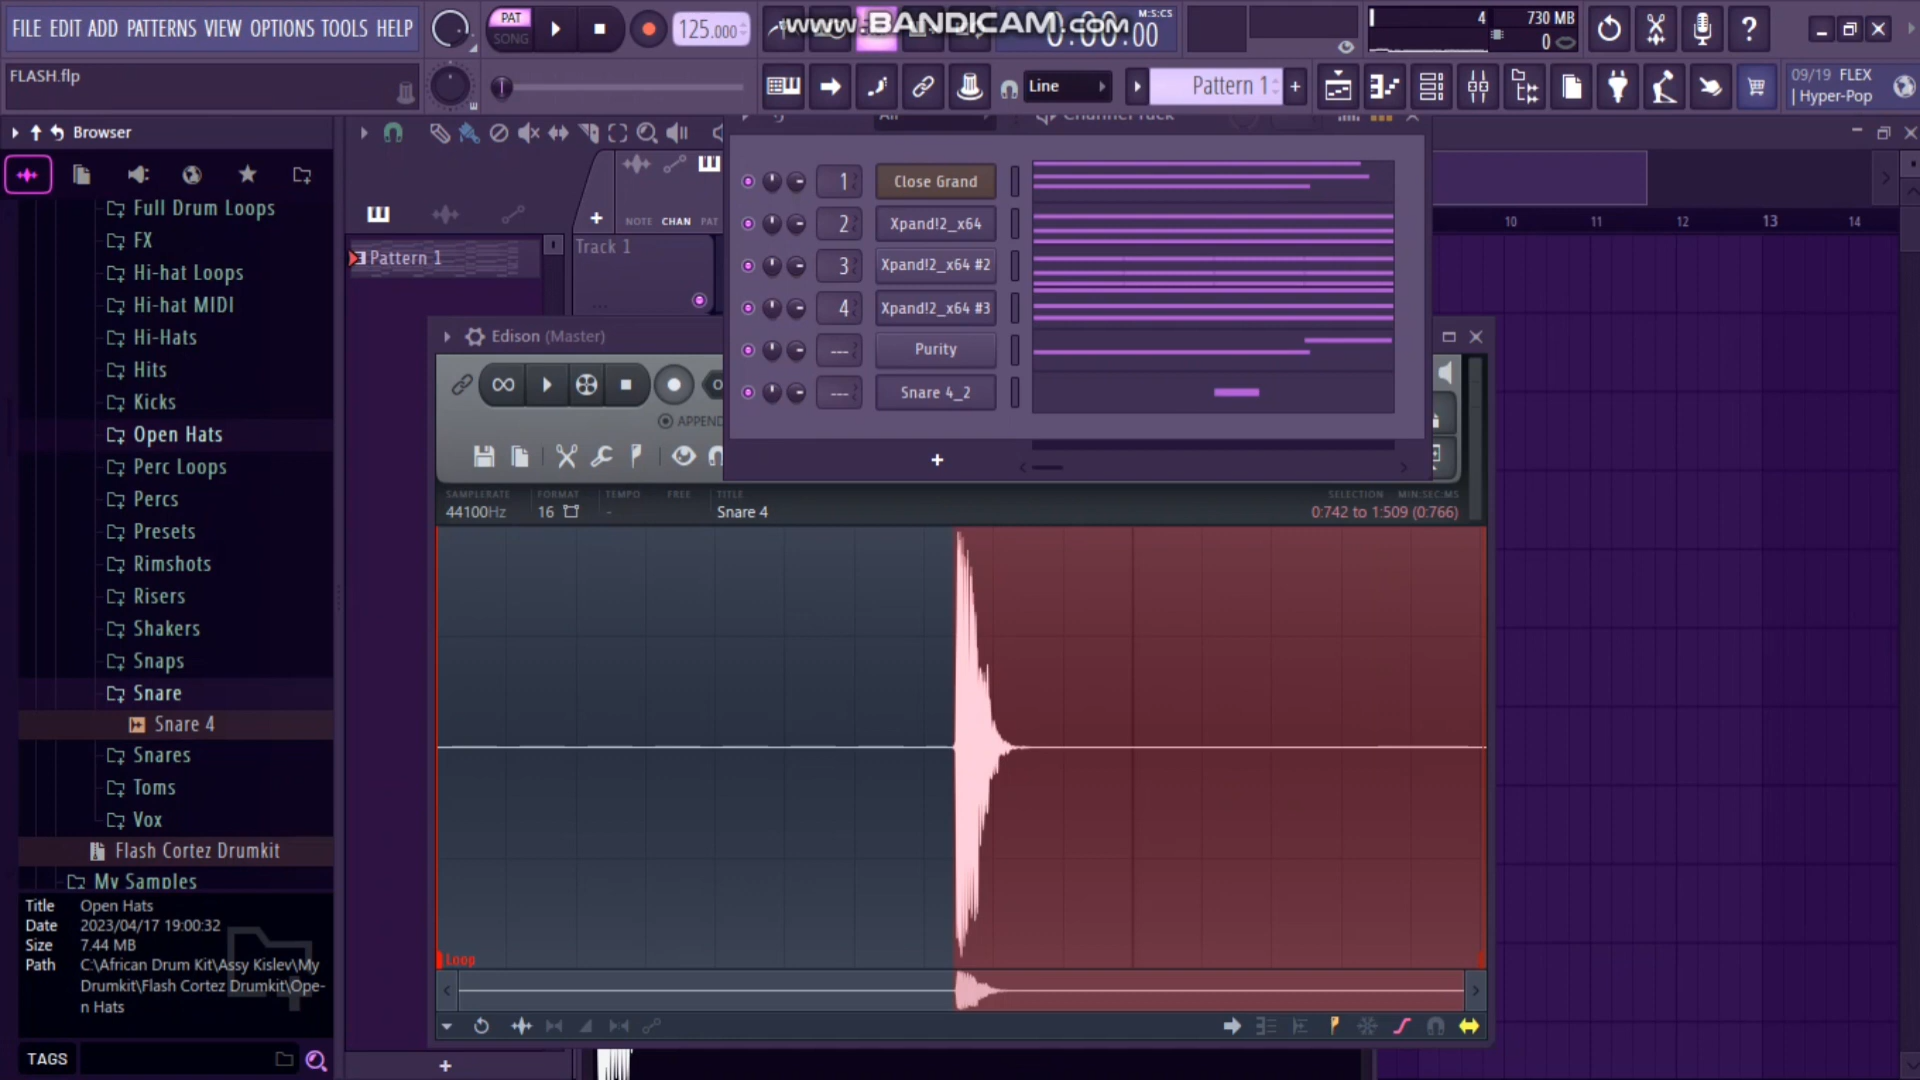 FILE EDIT ADD PATTERNS VIEW OPTIONS TOOLS HELP
PAT
SONG
125.000
www.BANDICAM.com
M:S:CS
0:00:00
4
730 MB
0
FLASH.flp
Line
Pattern 1
09/19 FLEX
| Hyper-Pop
Browser
Full Drum Loops
FX
Hi-hat Loops
Hi-hat MIDI
Hi-Hats
Hits
Kicks
Open Hats
Perc Loops
Percs
Presets
Rimshots
Risers
Shakers
Snaps
Snare
Snare 4
Snares
Toms
Vox
Flash Cortez Drumkit
My Samples
Title Open Hats
Date 2023/04/17 19:00:32
Size 7.44 MB
Path C:\African Drum Kit\Assy Kislev\My
Drumkit\Flash Cortez Drumkit\Ope-
n Hats
TAGS
NOTE CHAN PAT
Pattern 1
Track 1
Channel rack
1 Close Grand
2 Xpand!2_x64
3 Xpand!2_x64 #2
4 Xpand!2_x64 #3
--- Purity
--- Snare 4_2
10 11 12 13 14
Edison (Master)
APPEND
SAMPLERATE FORMAT TEMPO FREE TITLE SELECTION MIN:SEC:MS
44100Hz 16 - Snare 4 0:742 to 1:509 (0:766)
Loop